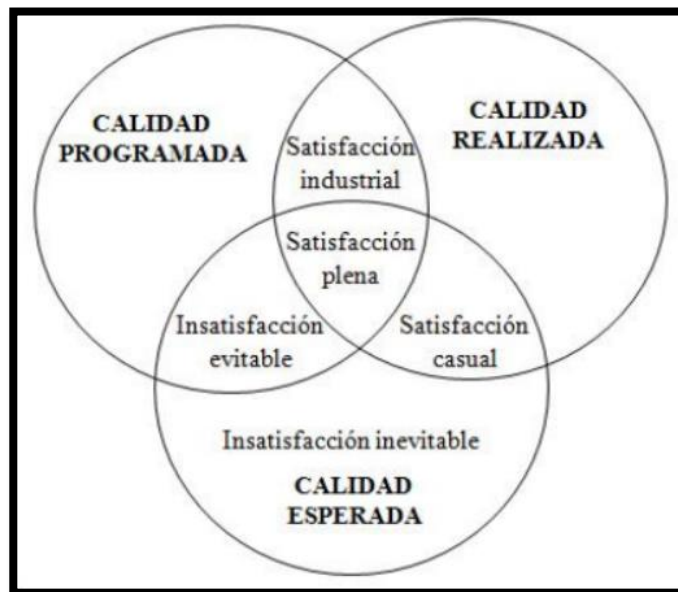 CALIDAD
PROGRAMADA
CALIDAD
REALIZADA
Satisfacción
industrial
Satisfacción
plena
Insatisfacción
evitable
Satisfacción
casual
Insatisfacción inevitable
CALIDAD
ESPERADA